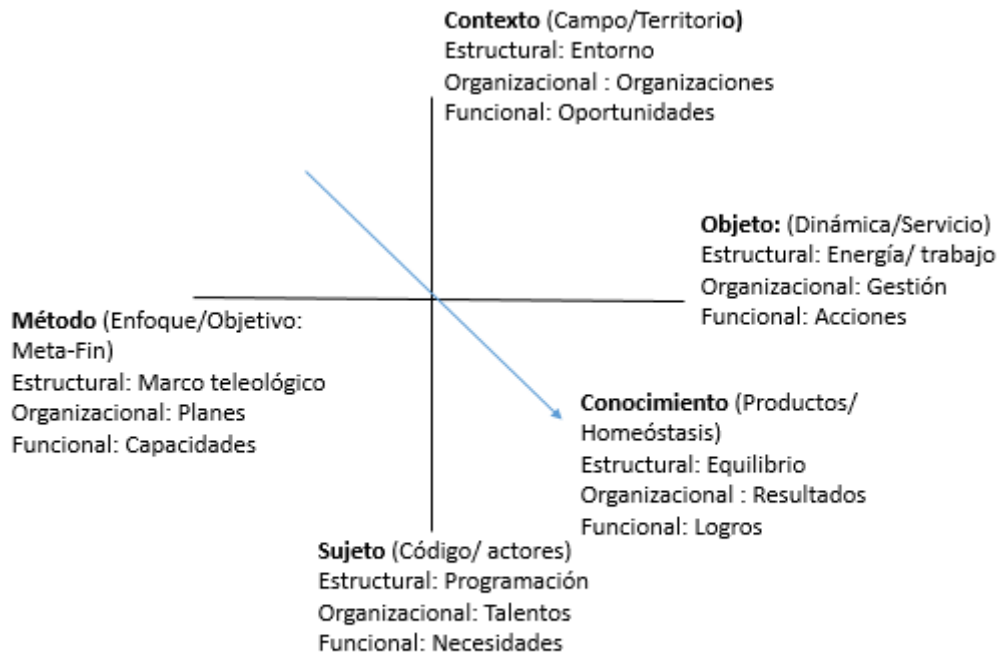 Contexto (Campo/Territorio)
Estructural: Entorno
Organizacional : Organizaciones
Funcional: Oportunidades
Objeto: (Dinámica/Servicio)
Estructural: Energía/ trabajo
Organizacional: Gestión
Funcional: Acciones
Método (Enfoque/Objetivo:
Meta-Fin)
Estructural: Marco teleológico
Organizacional: Planes
Funcional: Capacidades
Conocimiento (Productos/
Homeóstasis)
Estructural: Equilibrio
Organizacional : Resultados
Funcional: Logros
Sujeto (Código/ actores)
Estructural: Programación
Organizacional: Talentos
Funcional: Necesidades